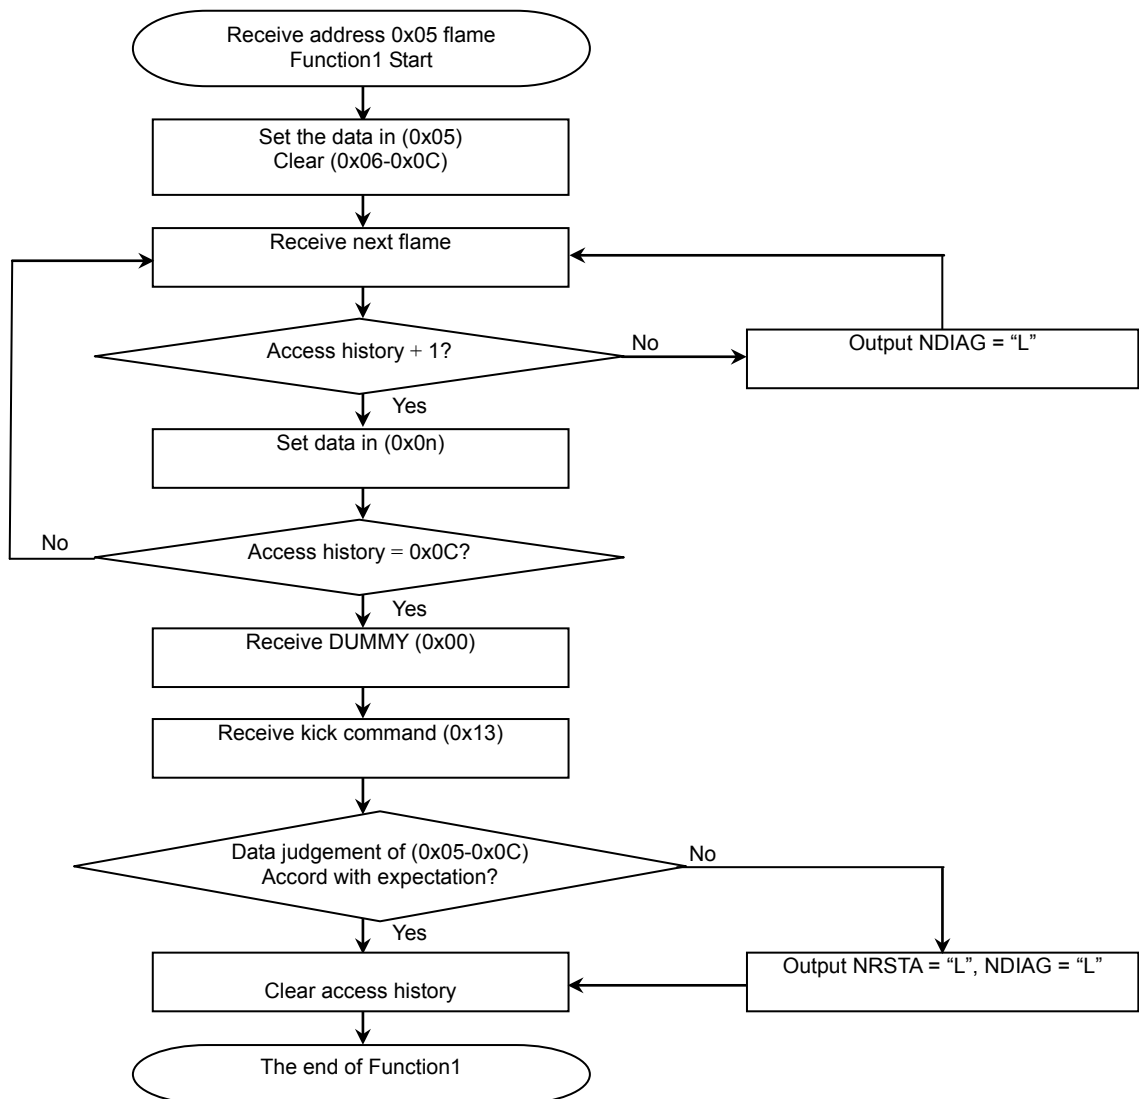 Receive address 0x05 flame
Function1 Start
Set the data in (0x05)
Clear (0x06-0x0C)
Receive next flame
Access history + 1?
No
Output NDIAG = “L”
Yes
Set data in (0x0n)
Access history = 0x0C?
No
Yes
Receive DUMMY (0x00)
Receive kick command (0x13)
Data judgement of (0x05-0x0C)
Accord with expectation?
No
Yes
Output NRSTA = “L”, NDIAG = “L”
Clear access history
The end of Function1